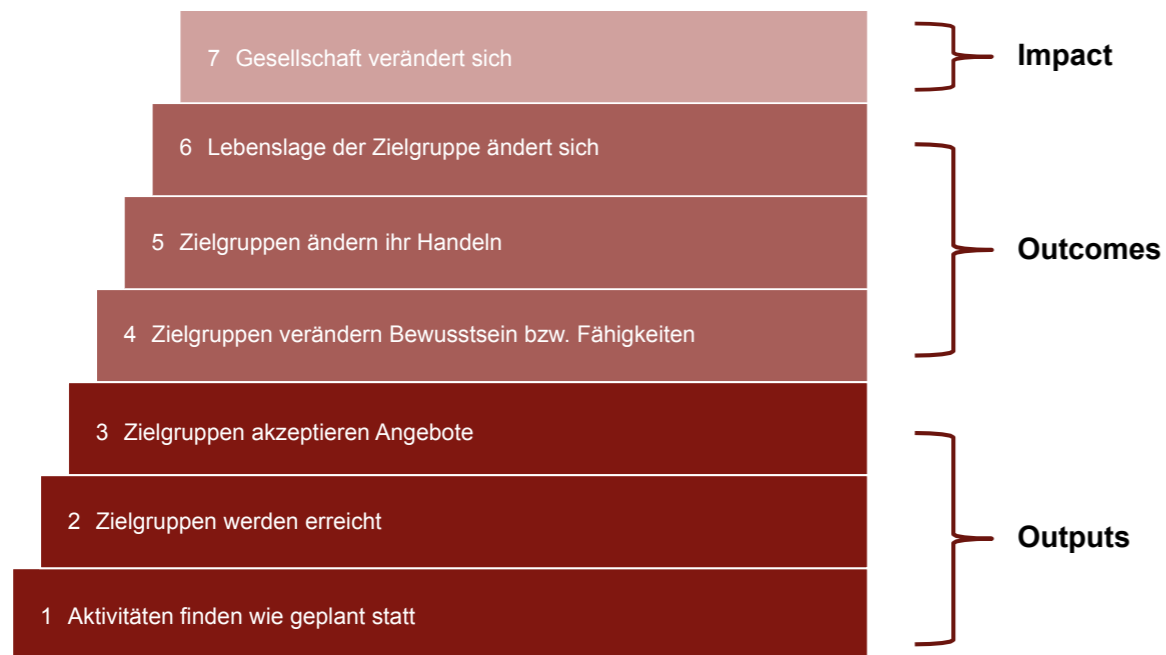 7 Gesellschaft verändert sich
Impact
6 Lebenslage der Zielgruppe ändert sich
5 Zielgruppen ändern ihr Handeln
Outcomes
4 Zielgruppen verändern Bewusstsein bzw. Fähigkeiten
3 Zielgruppen akzeptieren Angebote
2 Zielgruppen werden erreicht
Outputs
1 Aktivitäten finden wie geplant statt